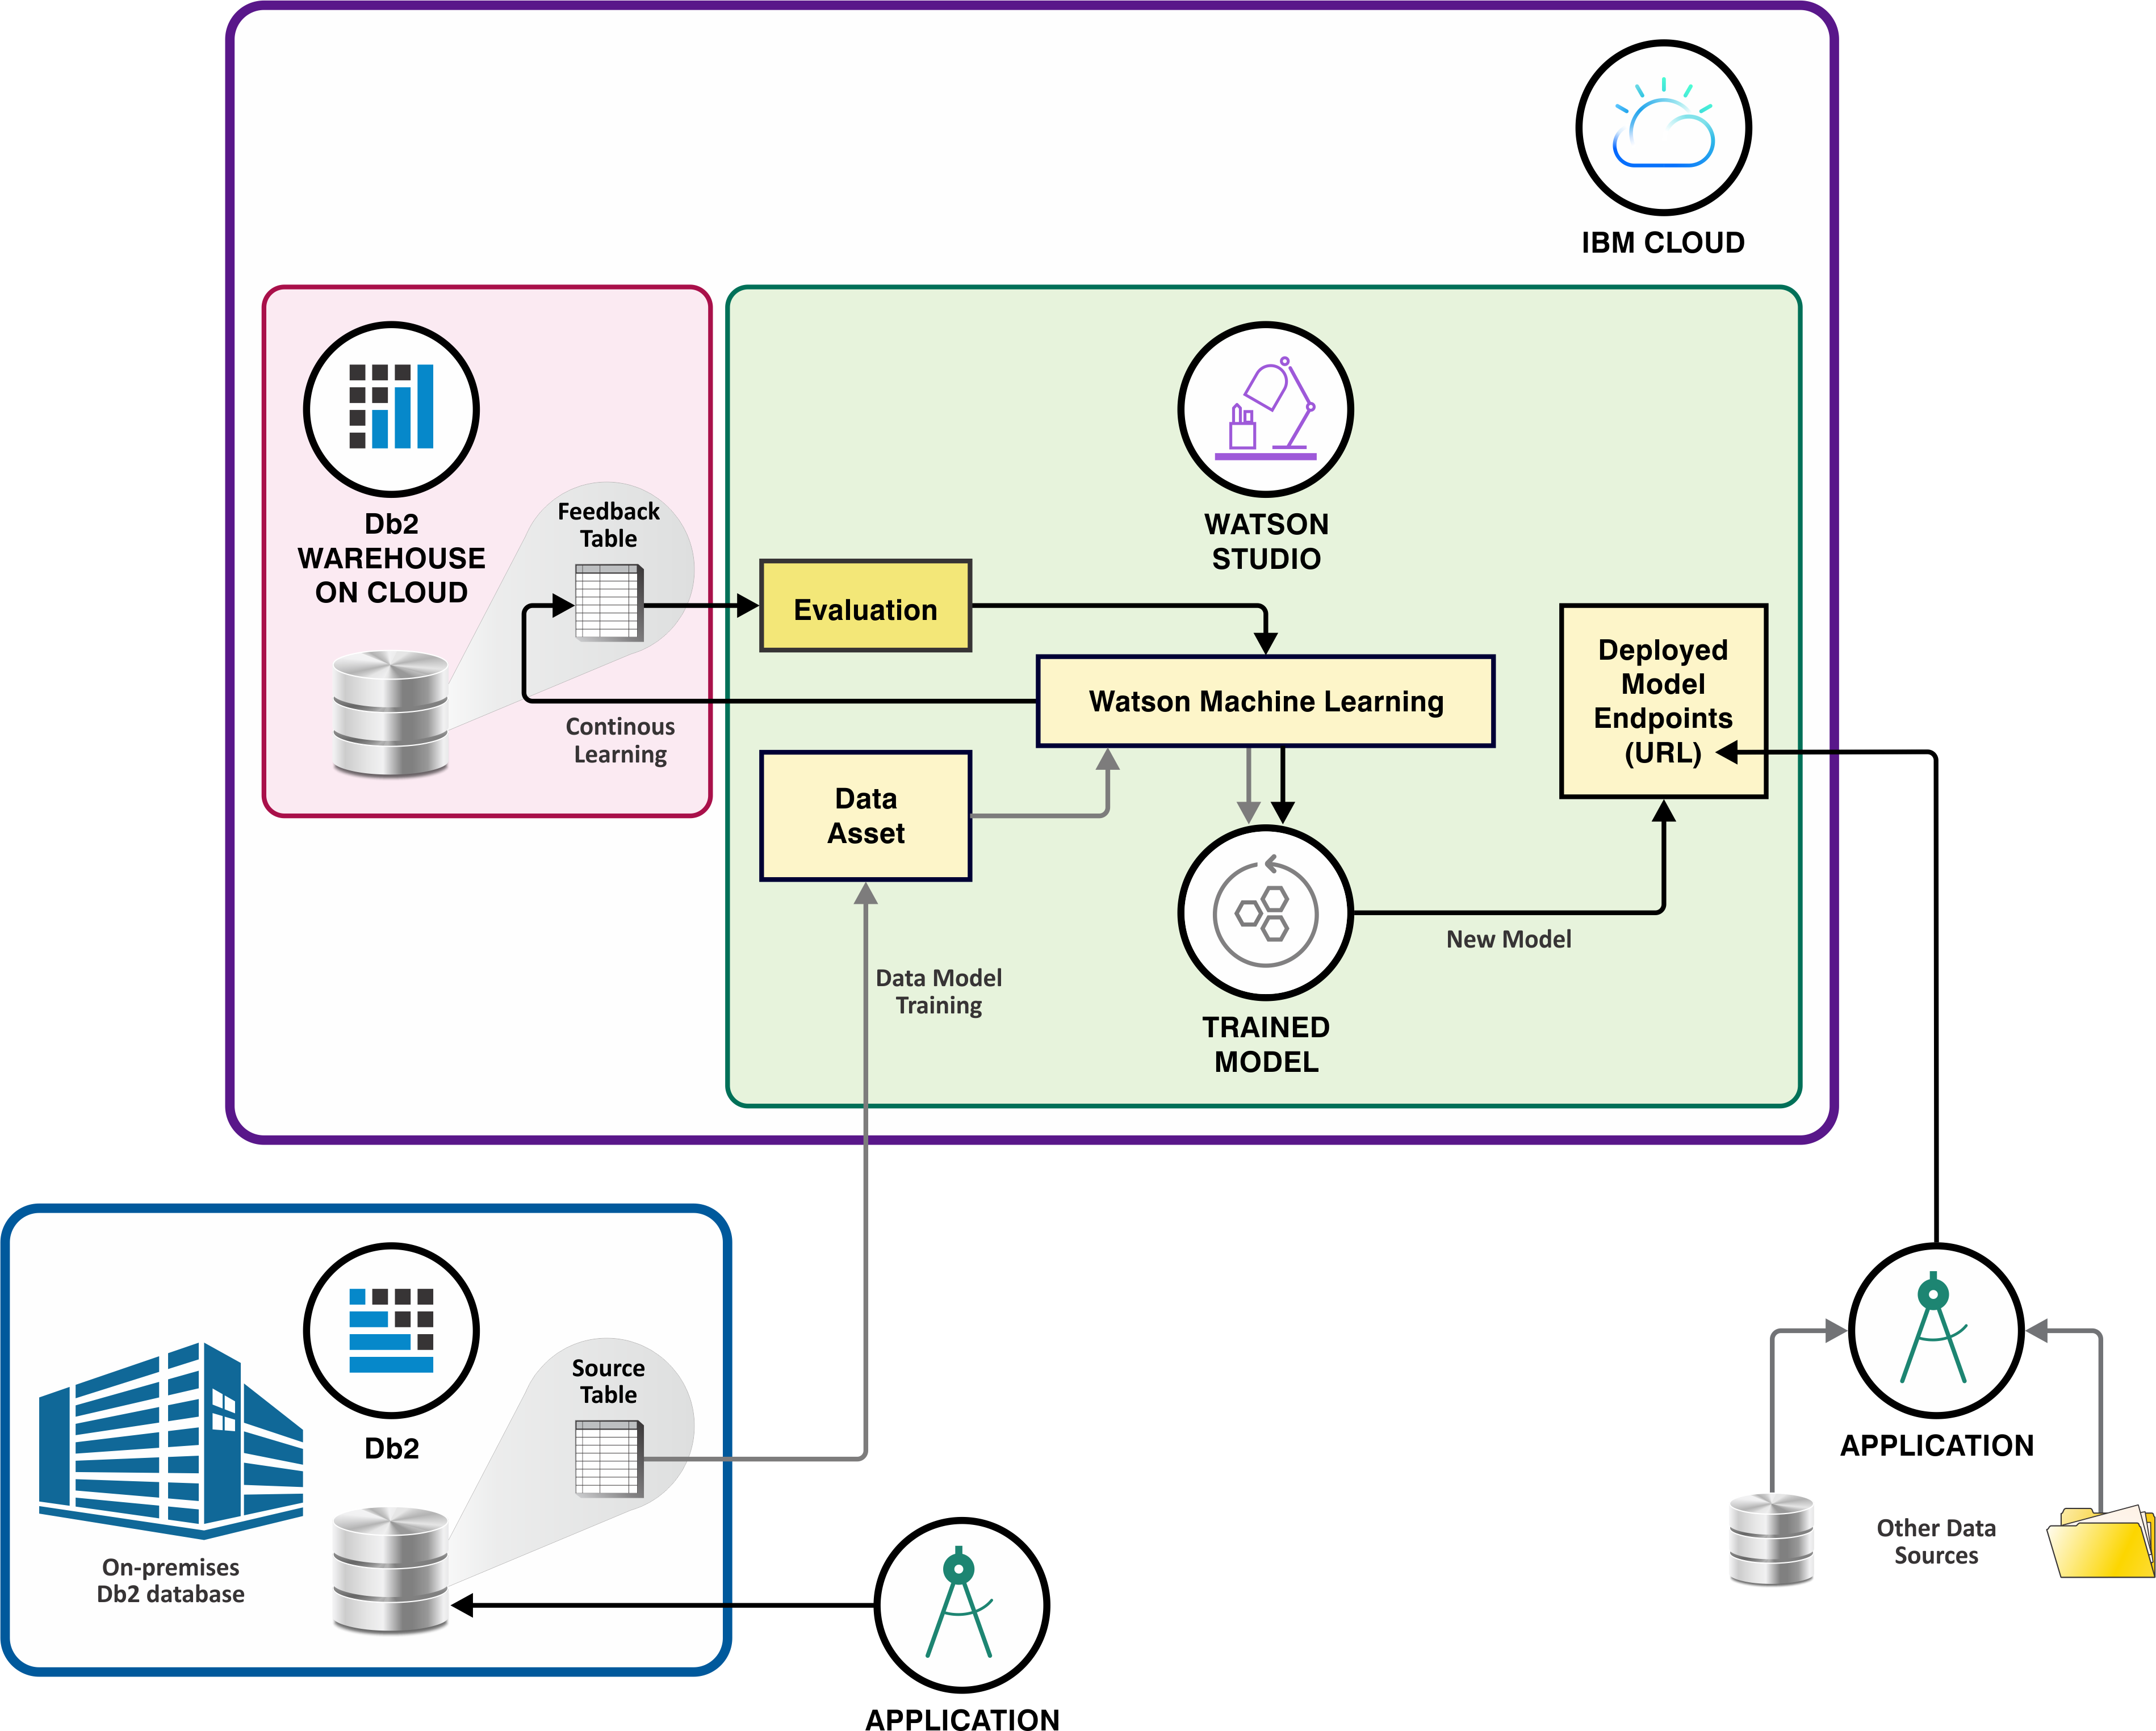 IBM CLOUD
Db2
WAREHOUSE
ON CLOUD
Feedback
Table
WATSON
STUDIO
Evaluation
Deployed
Model
Endpoints
(URL)
Watson Machine Learning
Continous
Learning
Data
Asset
New Model
Data Model
Training
TRAINED
MODEL
Db2
Source
Table
On-premises
Db2 database
APPLICATION
APPLICATION
Other Data
Sources